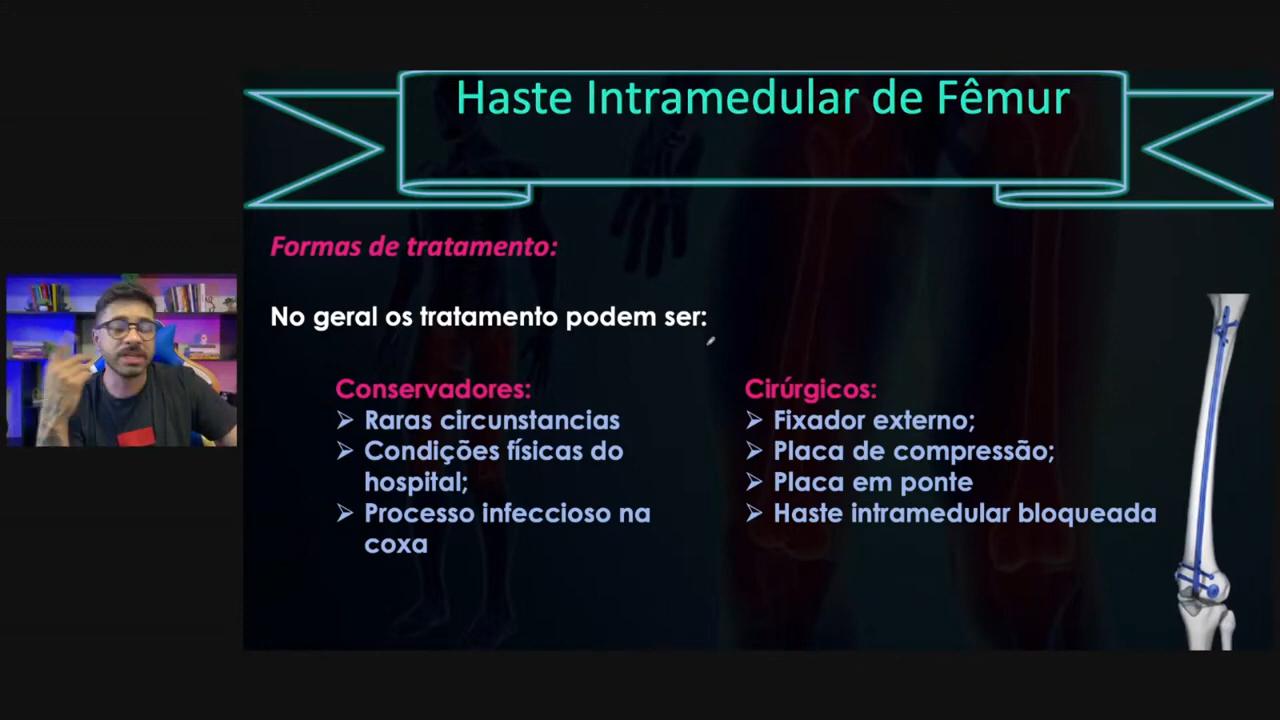 Haste Intramedular de Fêmur
Formas de tratamento:
No geral os tratamento podem ser:
Conservadores:
Raras circunstancias
Condições físicas do
hospital;
Processo infeccioso na
coxa
Cirúrgicos:
Fixador externo;
Placa de compressão;
Placa em ponte
Haste intramedular bloqueada